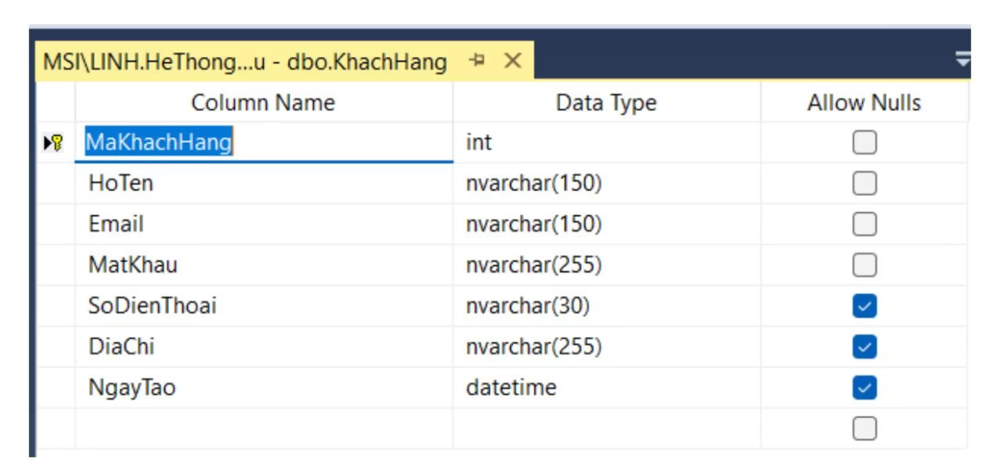 MSI\LINH.HeThong...u - dbo.KhachHang
Column Name Data Type Allow Nulls
MaKhachHang int
HoTen nvarchar(150)
Email nvarchar(150)
MatKhau nvarchar(255)
SoDienThoai nvarchar(30)
DiaChi nvarchar(255)
NgayTao datetime